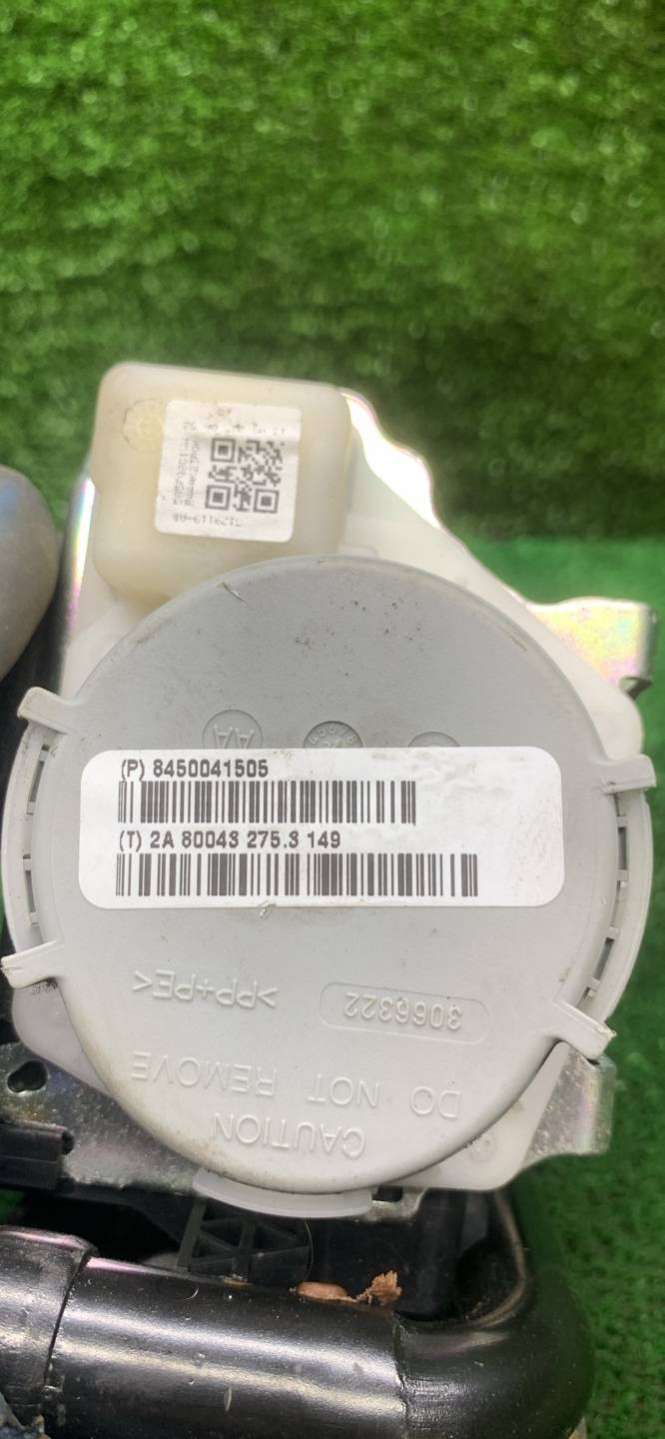 (P) 8450041505
(T) 2A 80043 275.3 149
>PP+PE<
3066322
DO NOT REMOVE
CAUTION